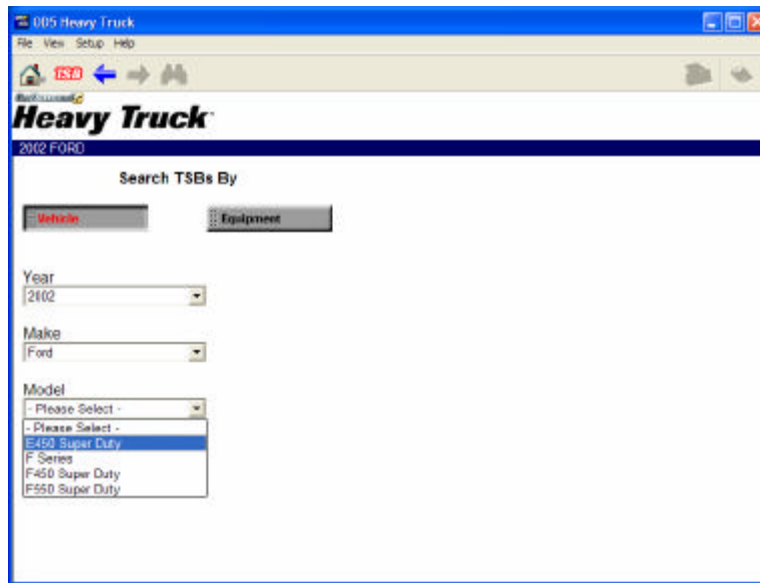 005 Heavy Truck
File View Setup Help
TSB
Heavy Truck™
2002 FORD
Search TSBs By
Vehicle Equipment
Year
2002
Make
Ford
Model
- Please Select -
- Please Select -
E450 Super Duty
F Series
F450 Super Duty
F550 Super Duty